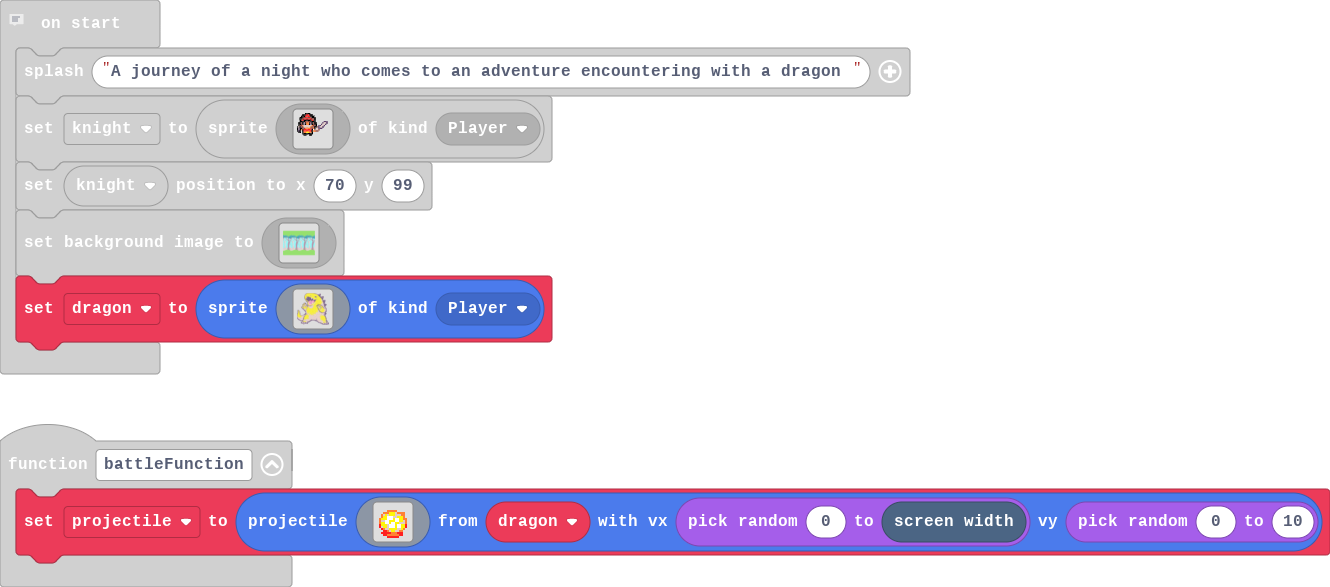 on start
splash "A journey of a night who comes to an adventure encountering with a dragon "
set knight to sprite of kind Player
set knight position to x 70 y 99
set background image to
set dragon to sprite of kind Player
function battleFunction
set projectile to projectile from dragon with vx pick random 0 to screen width vy pick random 0 to 10